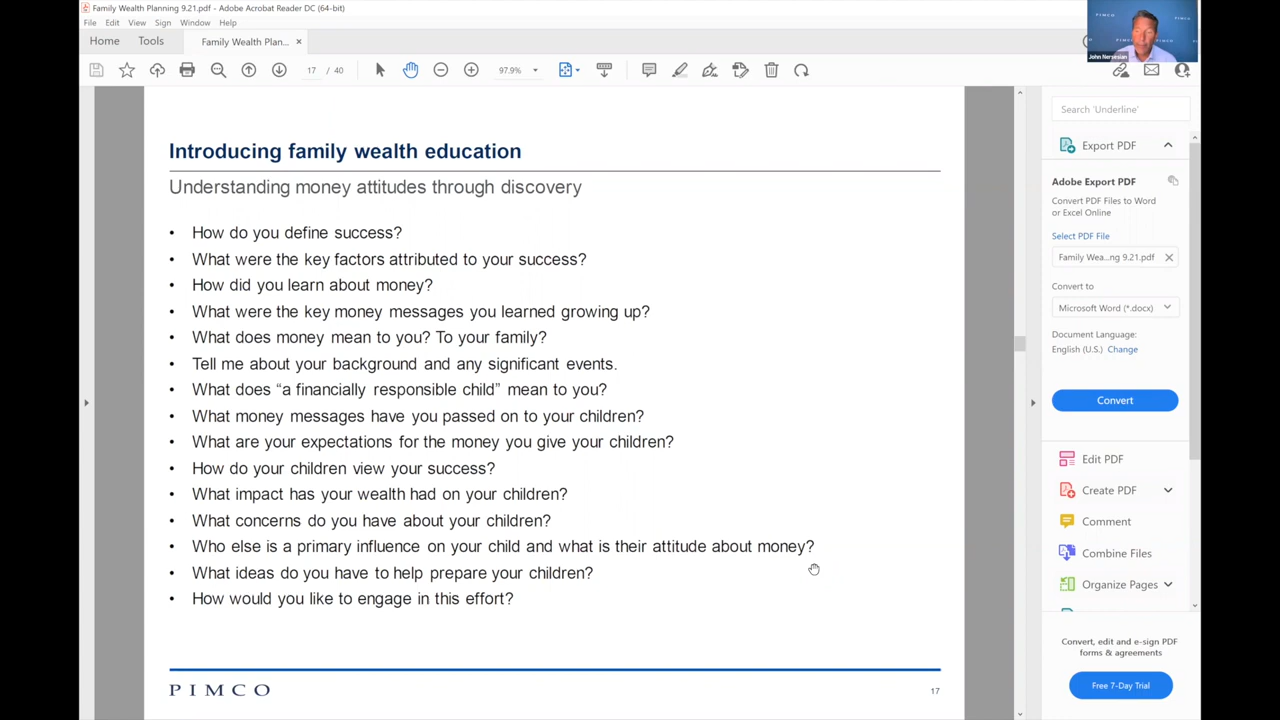 Family Wealth Planning 9.21.pdf - Adobe Acrobat Reader DC (64-bit)
File Edit View Sign Window Help
Home Tools Family Wealth Plan... ×
17 / 40 97.9%
PIMCO
John Nersesian
Introducing family wealth education
Understanding money attitudes through discovery
• How do you define success?
• What were the key factors attributed to your success?
• How did you learn about money?
• What were the key money messages you learned growing up?
• What does money mean to you? To your family?
• Tell me about your background and any significant events.
• What does “a financially responsible child” mean to you?
• What money messages have you passed on to your children?
• What are your expectations for the money you give your children?
• How do your children view your success?
• What impact has your wealth had on your children?
• What concerns do you have about your children?
• Who else is a primary influence on your child and what is their attitude about money?
• What ideas do you have to help prepare your children?
• How would you like to engage in this effort?
PIMCO
17
Search 'Underline'
Export PDF
Adobe Export PDF
Convert PDF Files to Word
or Excel Online
Select PDF File
Family Wea...ng 9.21.pdf ×
Convert to
Microsoft Word (*.docx)
Document Language:
English (U.S.) Change
Convert
Edit PDF
Create PDF
Comment
Combine Files
Organize Pages
Convert, edit and e-sign PDF
forms & agreements
Free 7-Day Trial